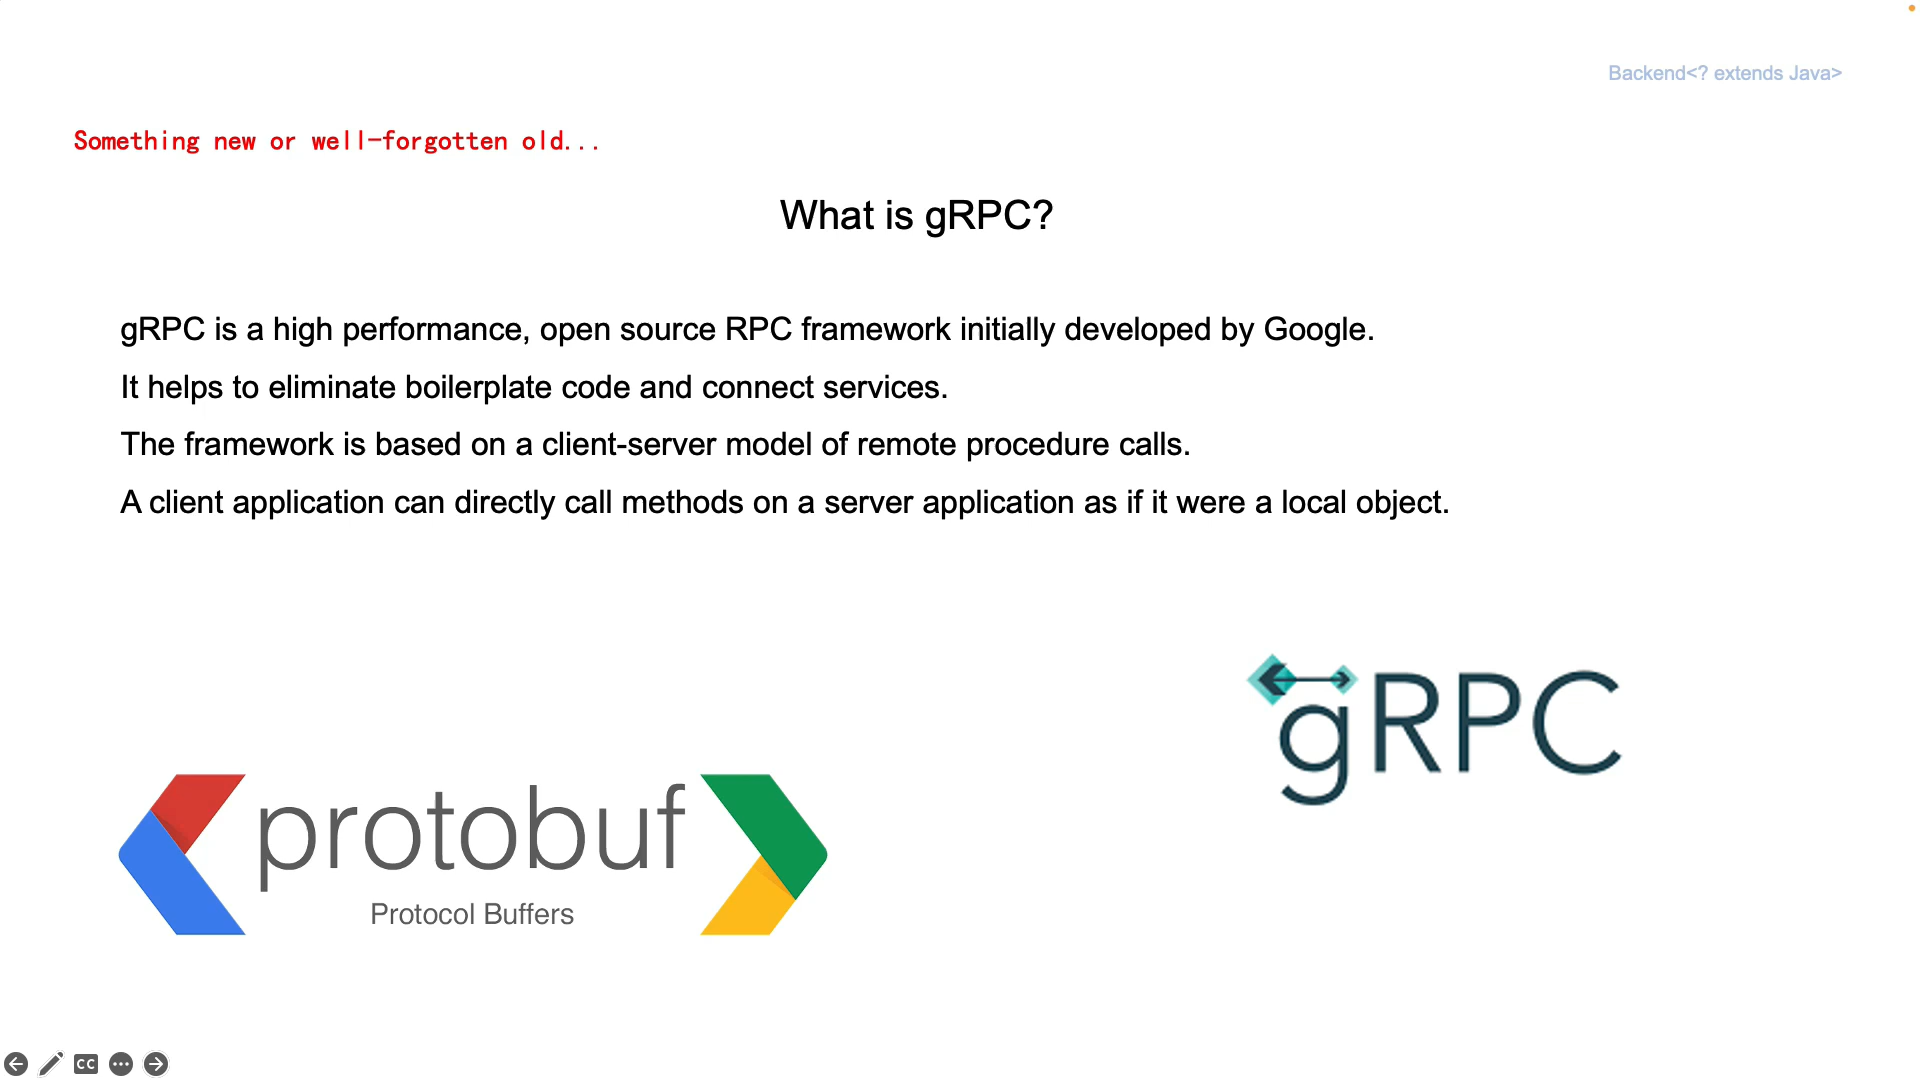 Backend<? extends Java>
Something new or well-forgotten old...
What is gRPC?
gRPC is a high performance, open source RPC framework initially developed by Google.
It helps to eliminate boilerplate code and connect services.
The framework is based on a client-server model of remote procedure calls.
A client application can directly call methods on a server application as if it were a local object.
gRPC
protobuf
Protocol Buffers
CC